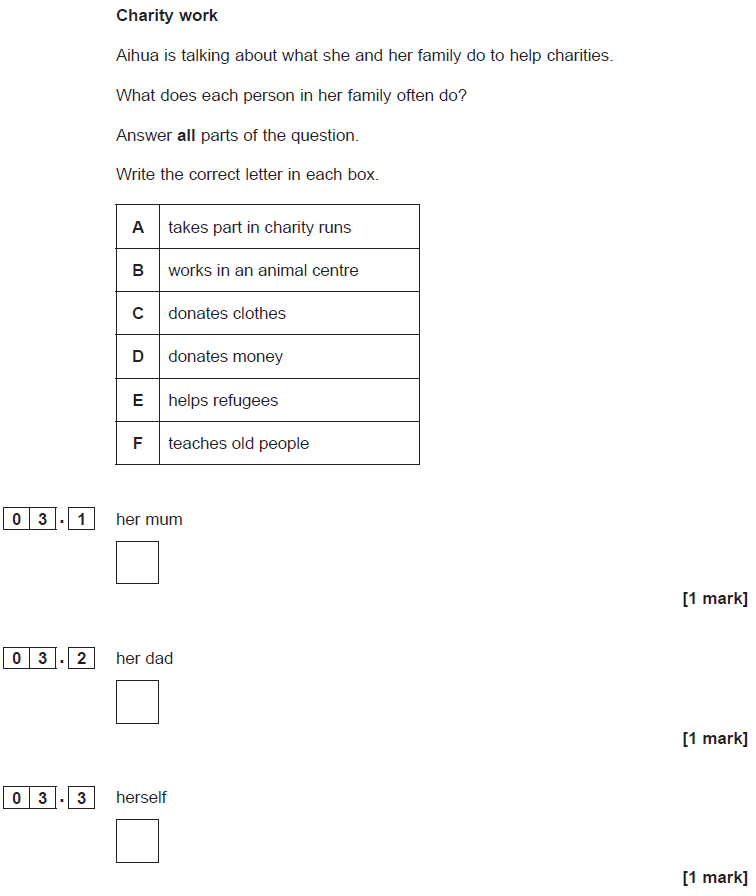 Charity work
Aihua is talking about what she and her family do to help charities.
What does each person in her family often do?
Answer all parts of the question.
Write the correct letter in each box.
A takes part in charity runs
B works in an animal centre
C donates clothes
D donates money
E helps refugees
F teaches old people
0 3 . 1 her mum
[1 mark]
0 3 . 2 her dad
[1 mark]
0 3 . 3 herself
[1 mark]